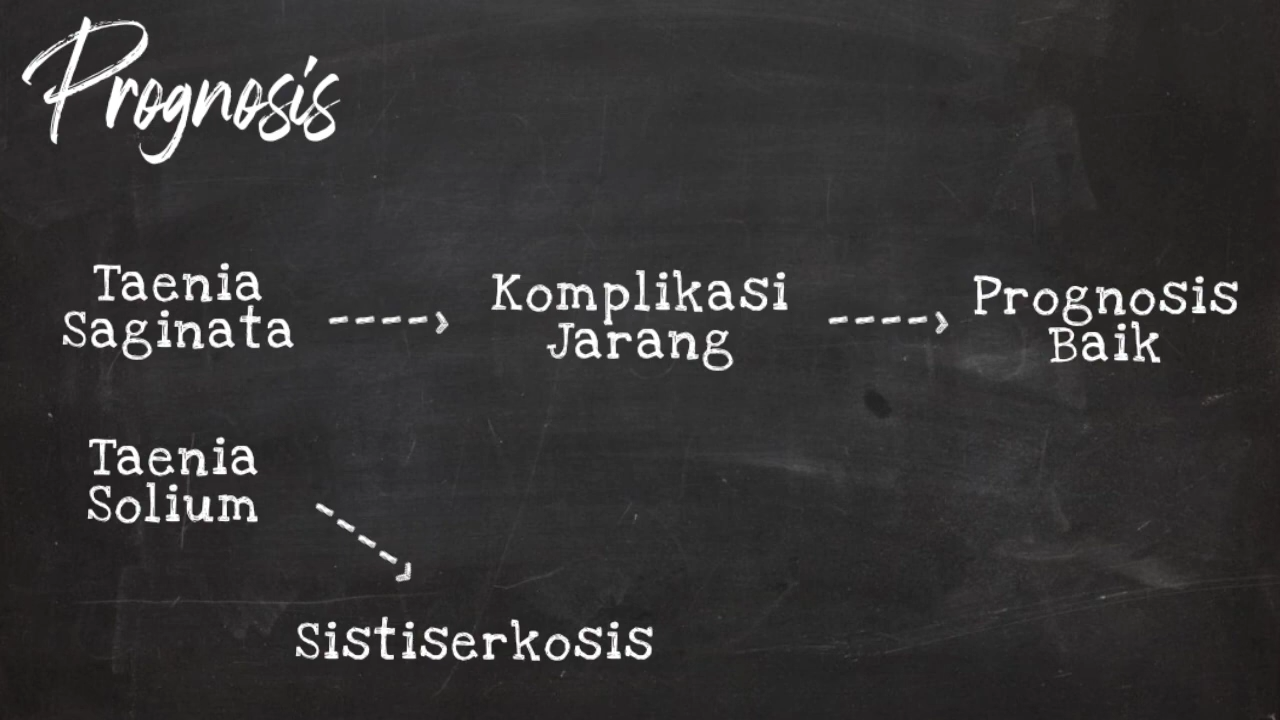 Prognosis
Taenia
Saginata
Komplikasi
Jarang
Prognosis
Baik
Taenia
Solium
Sistiserkosis